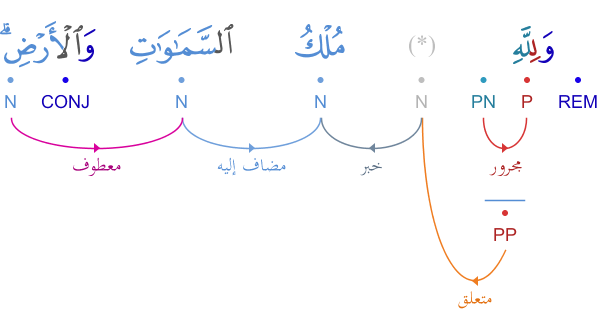 وَلِلَّهِ (*) مُلْكُ ٱلسَّمَـٰوَٰتِ وَٱلْأَرْضِ ۗ
REM P PN N N N CONJ N
مجرور خبر مضاف إليه معطوف
PP
متعلق